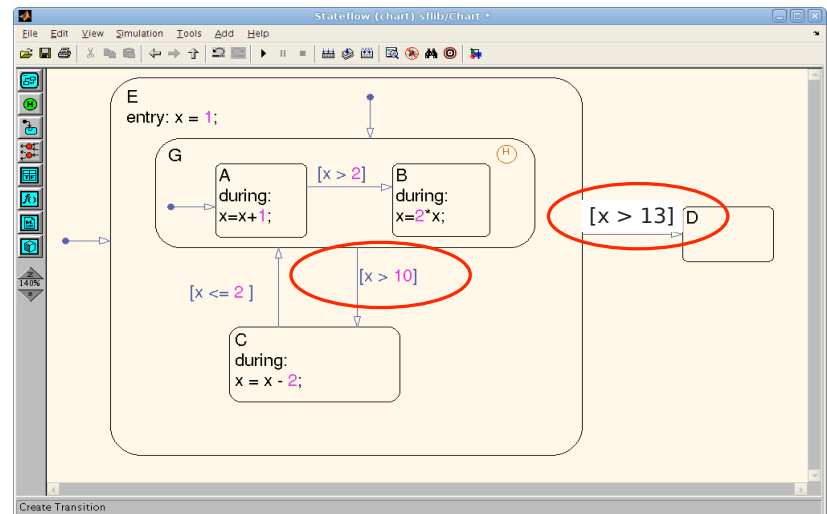 Stateflow (chart) sflib/Chart *
File Edit View Simulation Tools Add Help
E
entry: x = 1;
G
H
A
during:
x=x+1;
[x > 2]
B
during:
x=2*x;
[x > 13]
D
[x > 10]
[x <= 2 ]
C
during:
x = x - 2;
f()
Z
140%
Z
Create Transition